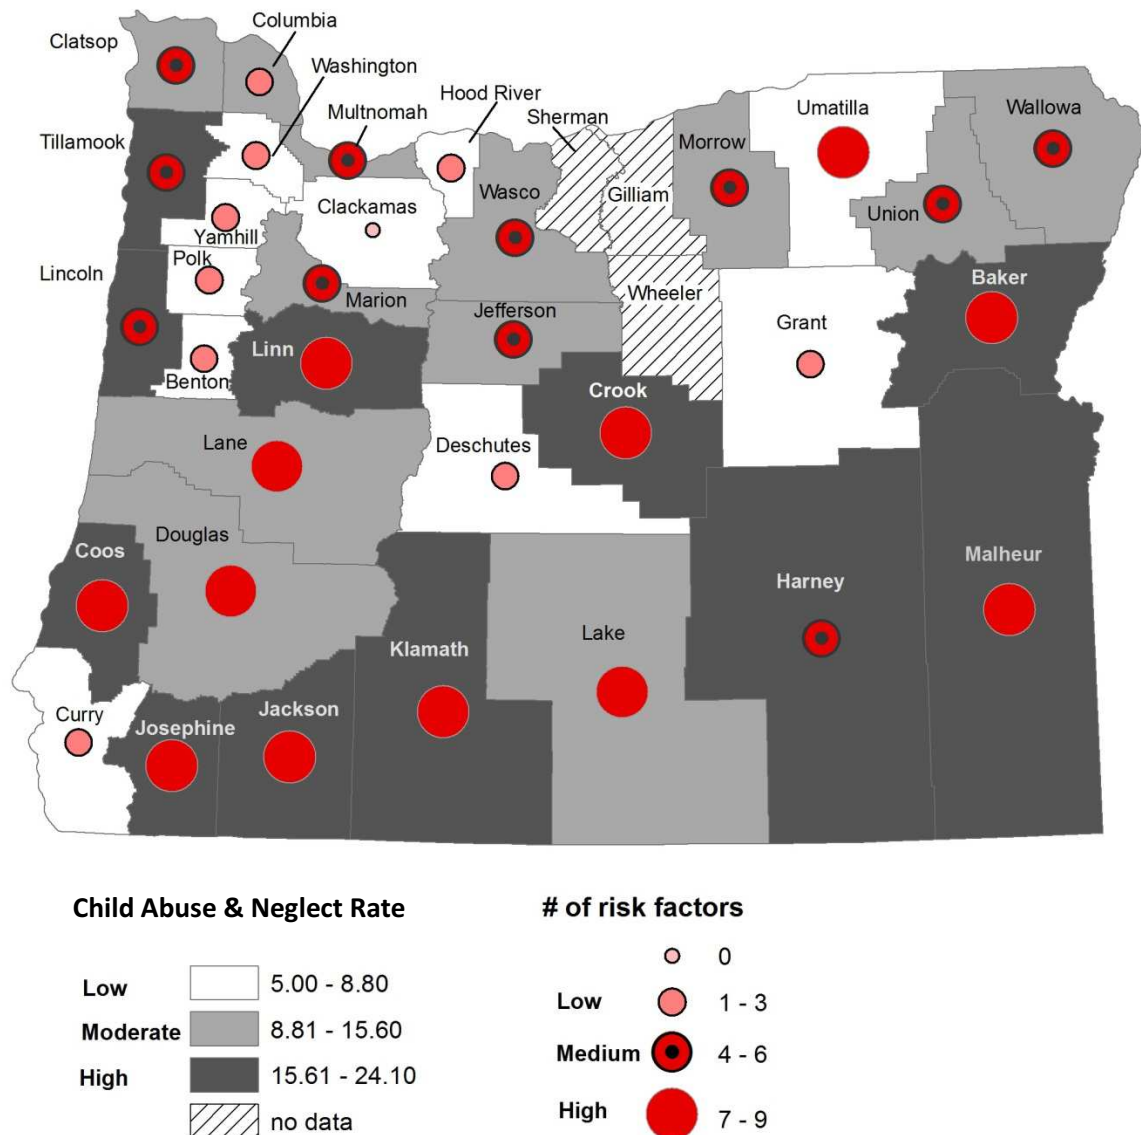 Columbia
Clatsop
Washington
Hood River
Multnomah
Sherman
Umatilla
Wallowa
Tillamook
Morrow
Wasco
Gilliam
Clackamas
Union
Yamhill
Polk
Lincoln
Baker
Wheeler
Marion
Jefferson
Grant
Linn
Benton
Crook
Lane
Deschutes
Douglas
Coos
Malheur
Harney
Lake
Klamath
Curry
Jackson
Josephine
Child Abuse & Neglect Rate
Low 5.00 - 8.80
Moderate 8.81 - 15.60
High 15.61 - 24.10
no data
# of risk factors
0
Low 1 - 3
Medium 4 - 6
High 7 - 9